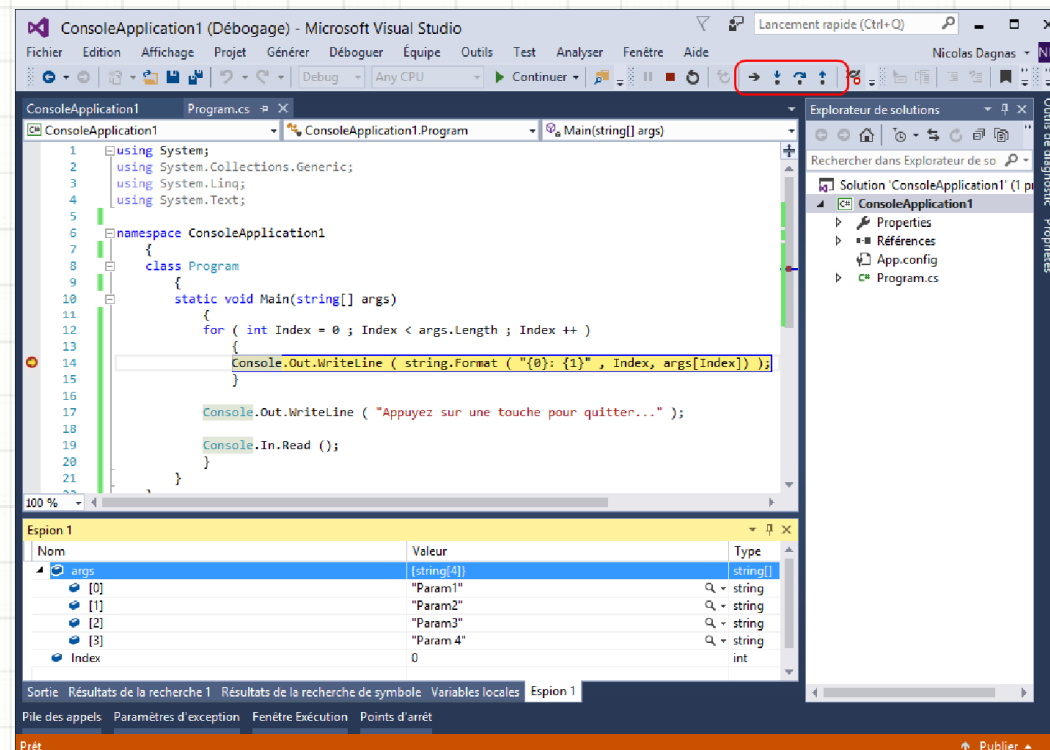 ConsoleApplication1 (Débogage) - Microsoft Visual Studio
Lancement rapide (Ctrl+Q)
Fichier Edition Affichage Projet Générer Déboguer Équipe Outils Test Analyser Fenêtre Aide
Nicolas Dagnas
Debug Any CPU Continuer
ConsoleApplication1 Program.cs
ConsoleApplication1 ConsoleApplication1.Program Main(string[] args)
1 using System;
2 using System.Collections.Generic;
3 using System.Linq;
4 using System.Text;
5
6 namespace ConsoleApplication1
7 {
8 class Program
9 {
10 static void Main(string[] args)
11 {
12 for ( int Index = 0 ; Index < args.Length ; Index ++ )
13 {
14 Console.Out.WriteLine ( string.Format ( "{0}: {1}" , Index, args[Index]) );
15 }
16
17 Console.Out.WriteLine ( "Appuyez sur une touche pour quitter..." );
18
19 Console.In.Read ();
20 }
21 }
100 %
Explorateur de solutions
Rechercher dans Explorateur de so
Solution 'ConsoleApplication1' (1
C# ConsoleApplication1
Properties
Références
App.config
C# Program.cs
Outils de diagnostic
Propriétés
Espion 1
Nom Valeur Type
args {string[4]} string[]
[0] "Param1" string
[1] "Param2" string
[2] "Param3" string
[3] "Param 4" string
Index 0 int
Sortie Résultats de la recherche 1 Résultats de la recherche de symbole Variables locales Espion 1
Pile des appels Paramètres d'exception Fenêtre Exécution Points d'arrêt
Prêt
Publier